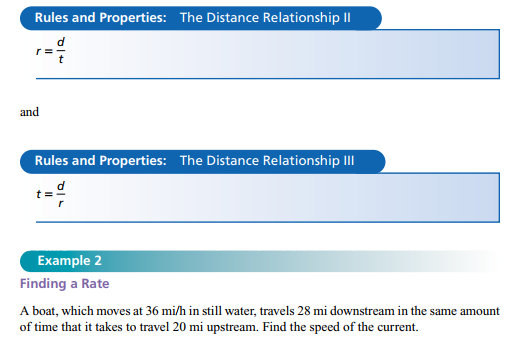 Rules and Properties: The Distance Relationship II
r = d/t
and
Rules and Properties: The Distance Relationship III
t = d/r
Example 2
Finding a Rate
A boat, which moves at 36 mi/h in still water, travels 28 mi downstream in the same amount
of time that it takes to travel 20 mi upstream. Find the speed of the current.